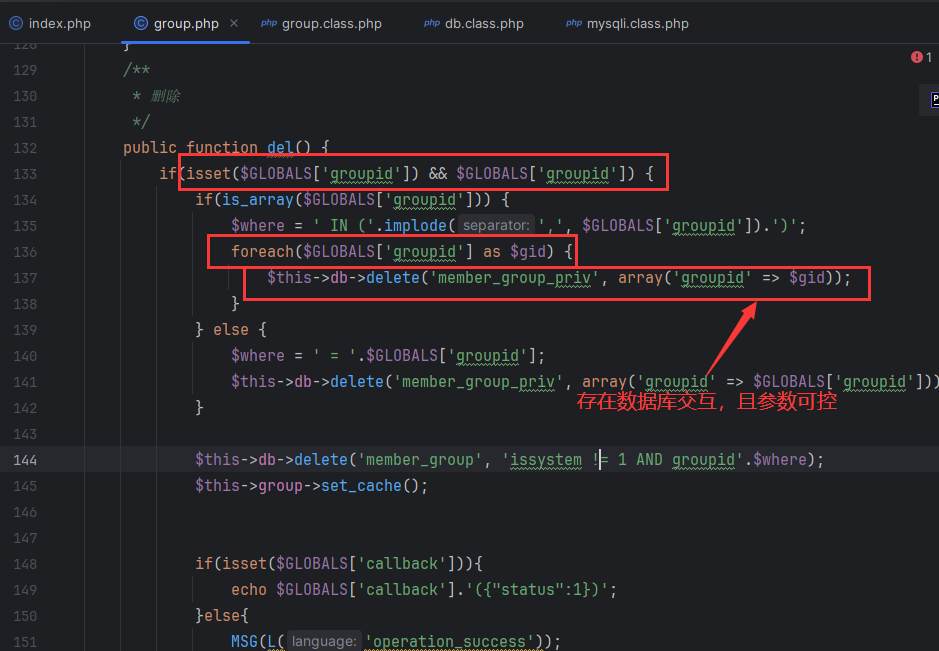 index.php group.php × php group.class.php php db.class.php php mysqli.class.php
128 }
129 /** 1
130 * 删除
131 */
132 public function del() {
133 if(isset($GLOBALS['groupid']) && $GLOBALS['groupid']) {
134 if(is_array($GLOBALS['groupid'])) {
135 $where = ' IN ('.implode( separator: ',', $GLOBALS['groupid']).')';
136 foreach($GLOBALS['groupid'] as $gid) {
137 $this->db->delete('member_group_priv', array('groupid' => $gid));
138 }
139 } else {
140 $where = ' = '.$GLOBALS['groupid'];
141 $this->db->delete('member_group_priv', array('groupid' => $GLOBALS['groupid']))
存在数据库交互，且参数可控
142 }
143
144 $this->db->delete('member_group', 'issystem != 1 AND groupid'.$where);
145 $this->group->set_cache();
146
147
148 if(isset($GLOBALS['callback'])){
149 echo $GLOBALS['callback'].'({"status":1})';
150 }else{
151 MSG(L( language: 'operation_success'));